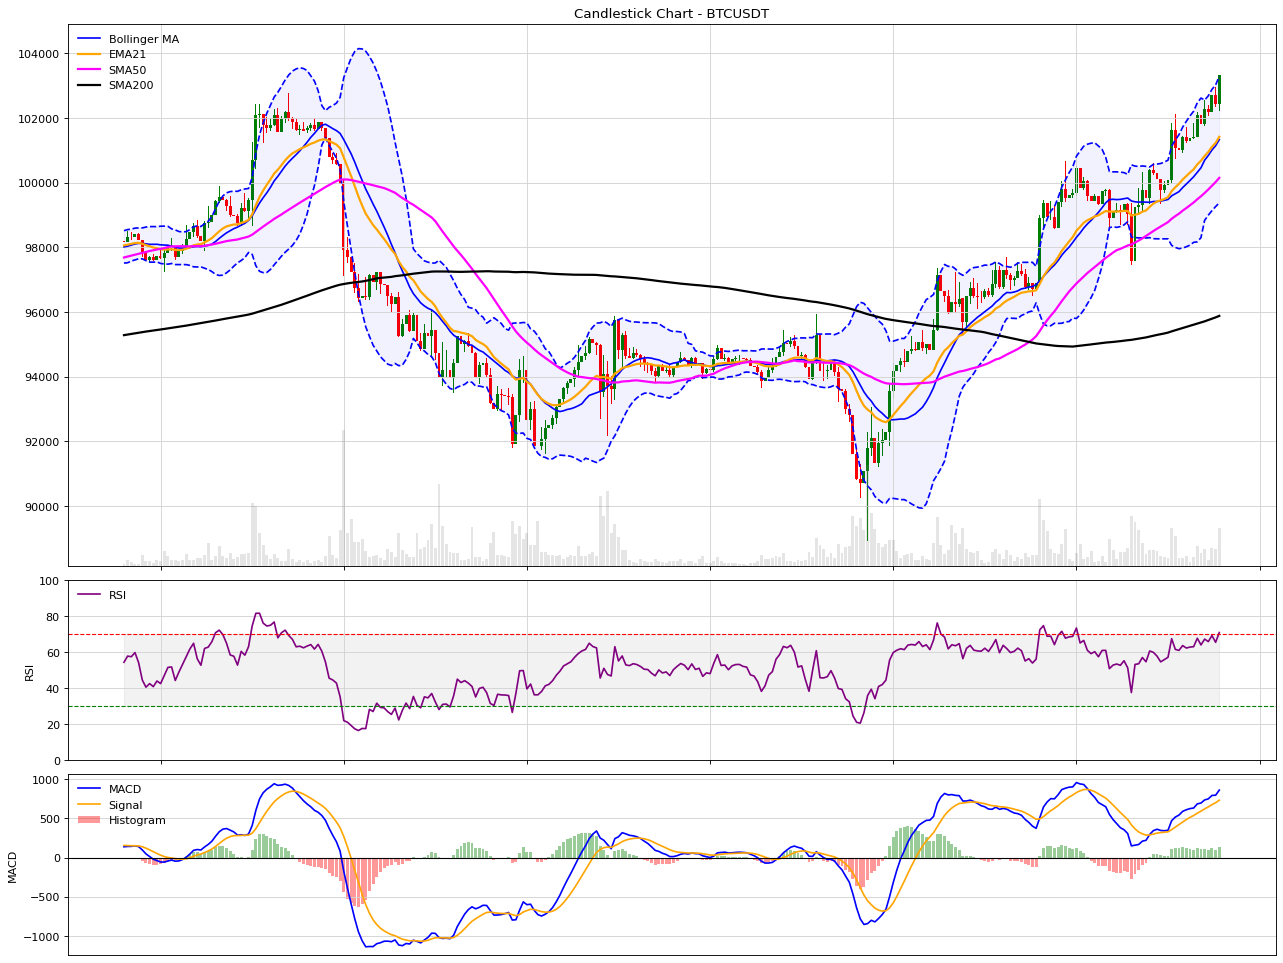 Candlestick Chart - BTCUSDT
Bollinger MA
EMA21
SMA50
SMA200
104000
102000
100000
98000
96000
94000
92000
90000
RSI
100
80
60
40
20
0
RSI
MACD
Signal
Histogram
1000
500
0
−500
−1000
MACD